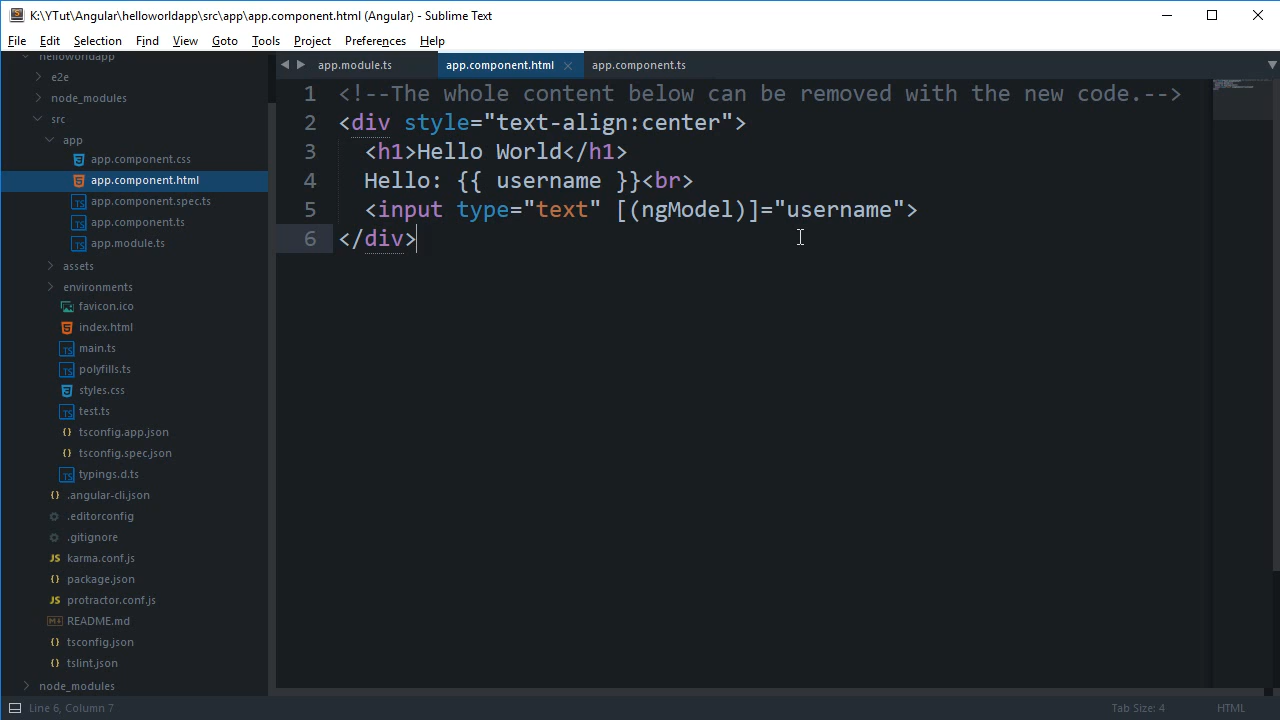 K:\YTut\Angular\helloworldapp\src\app\app.component.html (Angular) - Sublime Text
File Edit Selection Find View Goto Tools Project Preferences Help
helloworldapp
e2e
node_modules
src
app
app.component.css
app.component.html
app.component.spec.ts
app.component.ts
app.module.ts
assets
environments
favicon.ico
index.html
main.ts
polyfills.ts
styles.css
test.ts
tsconfig.app.json
tsconfig.spec.json
typings.d.ts
.angular-cli.json
.editorconfig
.gitignore
JS karma.conf.js
package.json
JS protractor.conf.js
README.md
tsconfig.json
tslint.json
node_modules
app.module.ts app.component.html app.component.ts
1 <!--The whole content below can be removed with the new code.-->
2 <div style="text-align:center">
3 <h1>Hello World</h1>
4 Hello: {{ username }}<br>
5 <input type="text" [(ngModel)]="username">
6 </div>
Line 6, Column 7 Tab Size: 4 HTML